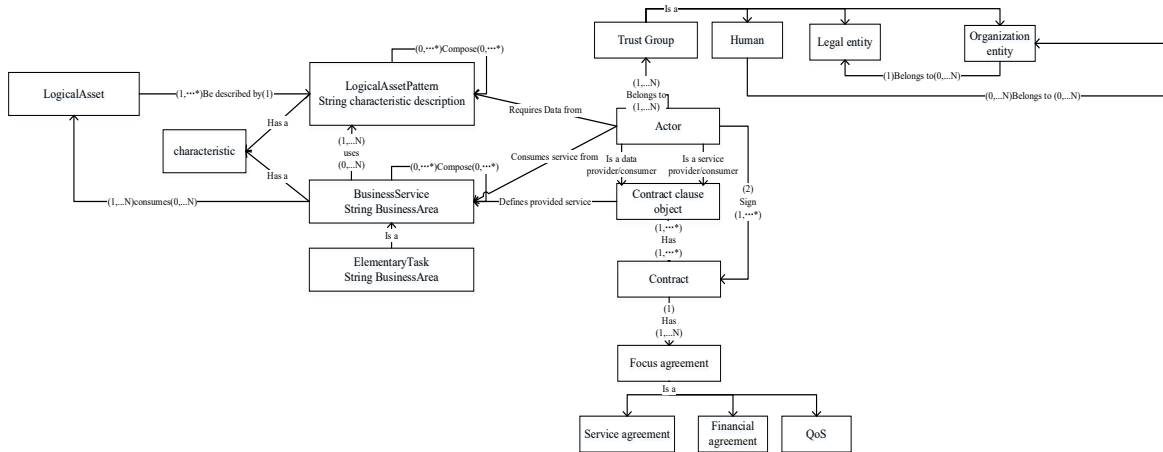 Is a
Trust Group
Human
Legal entity
Organization
entity
(0,···*)Compose(0,···*)
(1)Belongs to(0,...N)
LogicalAsset
(1,···*)Be described by(1)
LogicalAssetPattern
String characteristic description
(1,...N)
Belongs to
(1,...N)
(0,...N)Belongs to (0,...N)
Requires Data from
Actor
Has a
characteristic
(1,...N)
uses
(0,...N)
Consumes service from
Is a data
provider/consumer
Is a service
provider/consumer
(0,···*)Compose(0,···*)
Has a
(2)
Sign
(1,···*)
(1,...N)consumes(0,...N)
BusinessService
String BusinessArea
Defines provided service
Contract clause
object
Is a
(1,···*)
Has
(1,···*)
ElementaryTask
String BusinessArea
Contract
(1)
Has
(1,...N)
Focus agreement
Is a
Service agreement
Financial
agreement
QoS